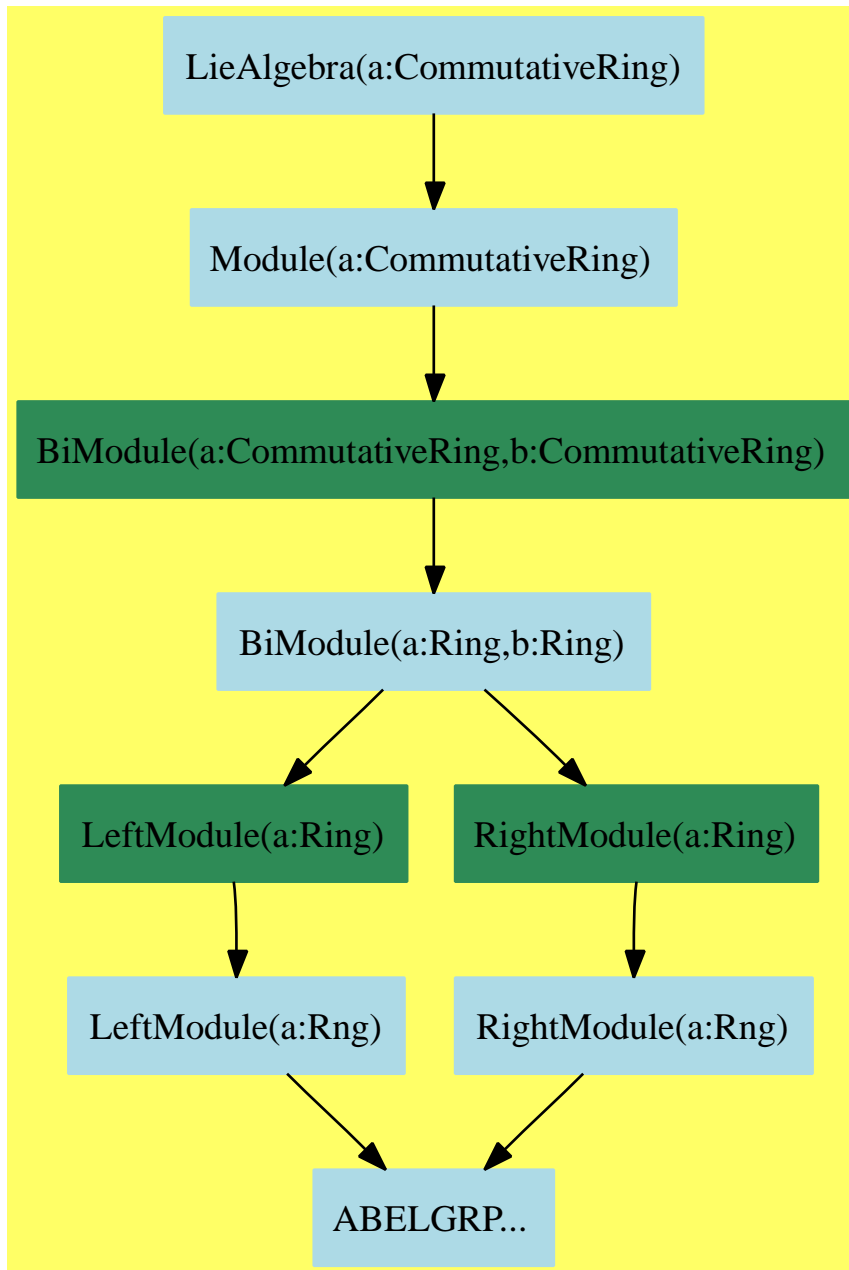 LieAlgebra(a:CommutativeRing)
Module(a:CommutativeRing)
BiModule(a:CommutativeRing,b:CommutativeRing)
BiModule(a:Ring,b:Ring)
LeftModule(a:Ring)
RightModule(a:Ring)
LeftModule(a:Rng)
RightModule(a:Rng)
ABELGRP...